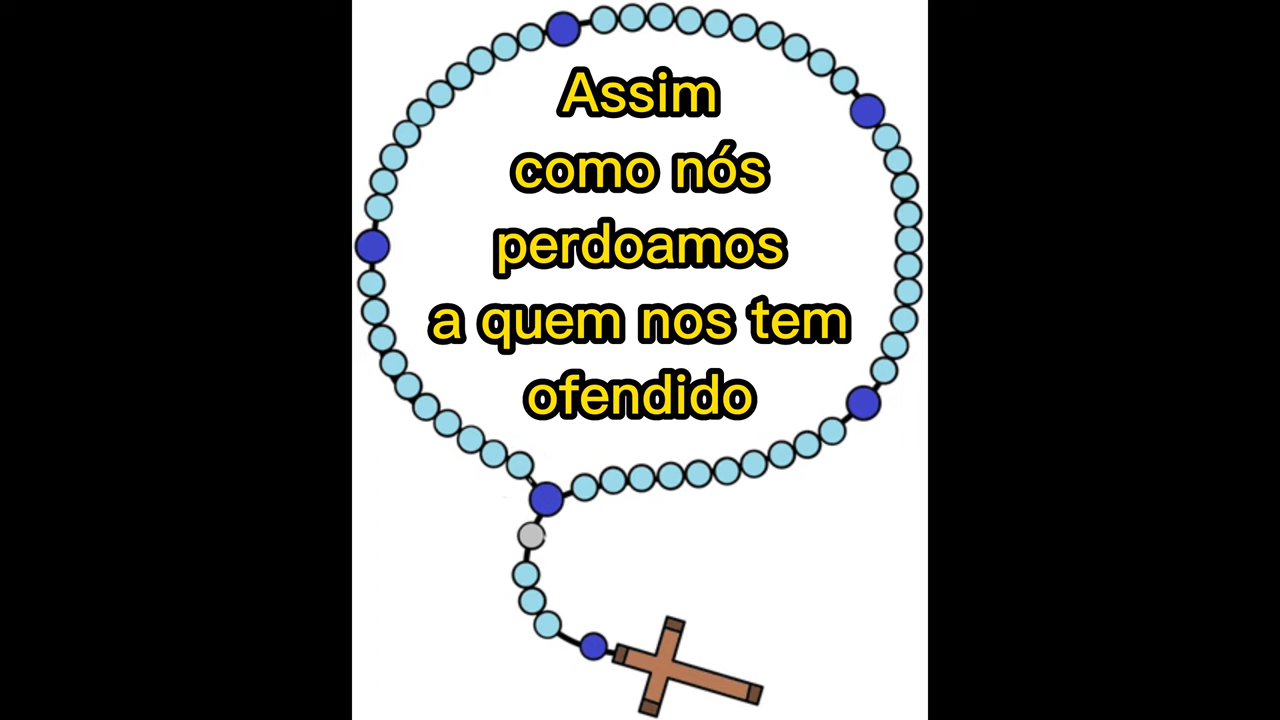 Assim
como nós
perdoamos
a quem nos tem
ofendido